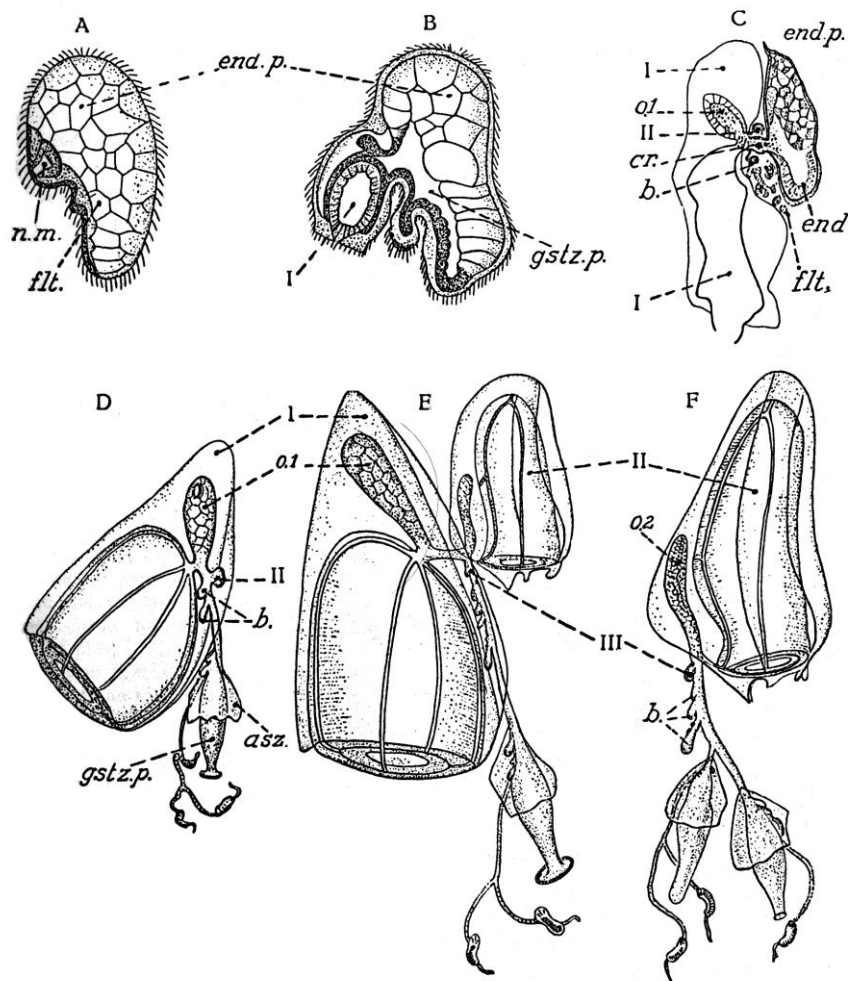 A
B
C
end.p.
end.p.
I
o.1
II
cr.
b.
n.m.
flt.
I
gstz.p.
end
flt.
I
D
I
E
F
o.1
II
II
o.2
b.
III
b.
asz.
gstz.p.